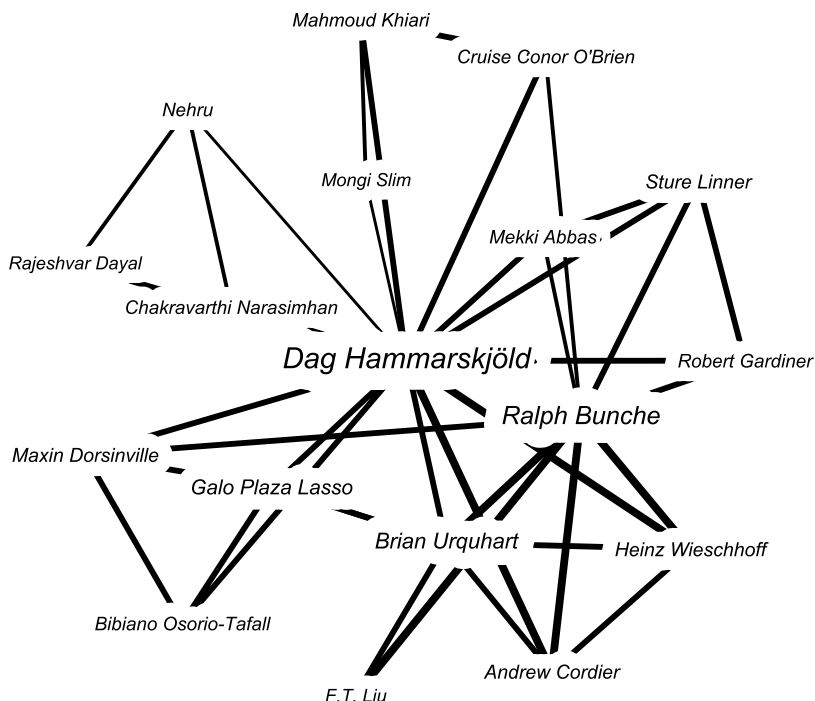 Mahmoud Khiari
Cruise Conor O'Brien
Nehru
Mongi Slim
Sture Linner
Mekki Abbas
Rajeshvar Dayal
Chakravarthi Narasimhan
Dag Hammarskjöld
Robert Gardiner
Ralph Bunche
Maxin Dorsinville
Galo Plaza Lasso
Brian Urquhart
Heinz Wieschhoff
Bibiano Osorio-Tafall
Andrew Cordier
F.T. Liu